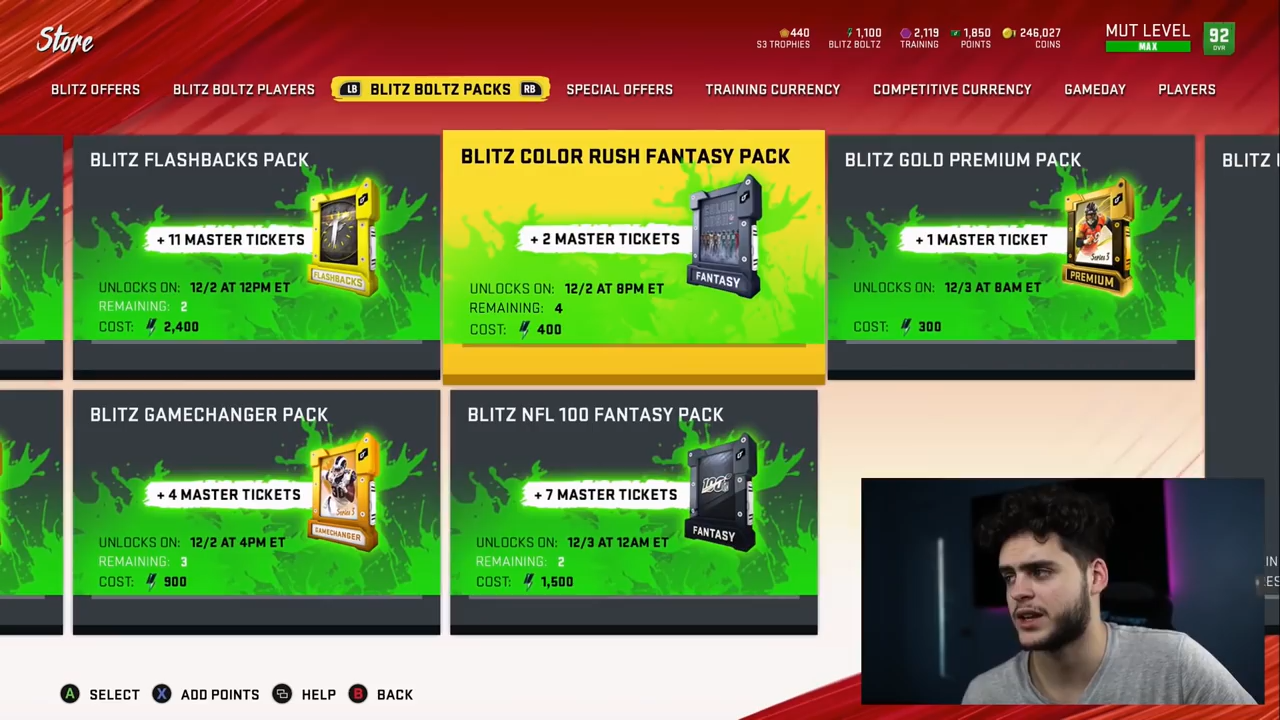 Store
440
S3 TROPHIES
1,100
BLITZ BOLTZ
2,119
TRAINING
1,850
POINTS
246,027
COINS
MUT LEVEL
MAX
92
OVR
BLITZ OFFERS
BLITZ BOLTZ PLAYERS
LB BLITZ BOLTZ PACKS RB
SPECIAL OFFERS
TRAINING CURRENCY
COMPETITIVE CURRENCY
GAMEDAY
PLAYERS
BLITZ FLASHBACKS PACK
+ 11 MASTER TICKETS
FLASHBACKS
UNLOCKS ON: 12/2 AT 12PM ET
REMAINING: 2
COST: 2,400
BLITZ COLOR RUSH FANTASY PACK
+ 2 MASTER TICKETS
FANTASY
UNLOCKS ON: 12/2 AT 8PM ET
REMAINING: 4
COST: 400
BLITZ GOLD PREMIUM PACK
+ 1 MASTER TICKET
Series 3
PREMIUM
UNLOCKS ON: 12/3 AT 8AM ET
COST: 300
BLITZ
BLITZ GAMECHANGER PACK
+ 4 MASTER TICKETS
Series 3
GAMECHANGER
UNLOCKS ON: 12/2 AT 4PM ET
REMAINING: 3
COST: 900
BLITZ NFL 100 FANTASY PACK
+ 7 MASTER TICKETS
100
FANTASY
UNLOCKS ON: 12/3 AT 12AM ET
REMAINING: 2
COST: 1,500
A SELECT
X ADD POINTS
HELP
B BACK